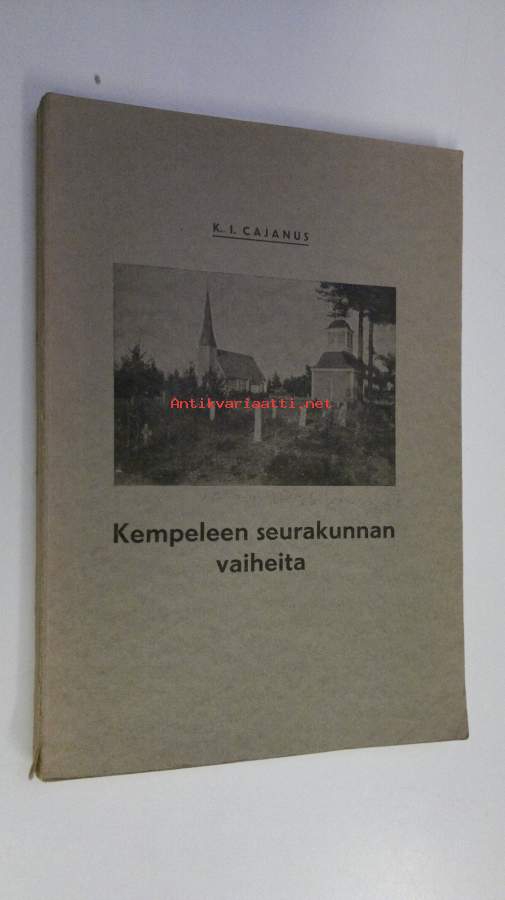 K. I. CAJANUS
Antikvariaatti.net
Kempeleen seurakunnan
vaiheita